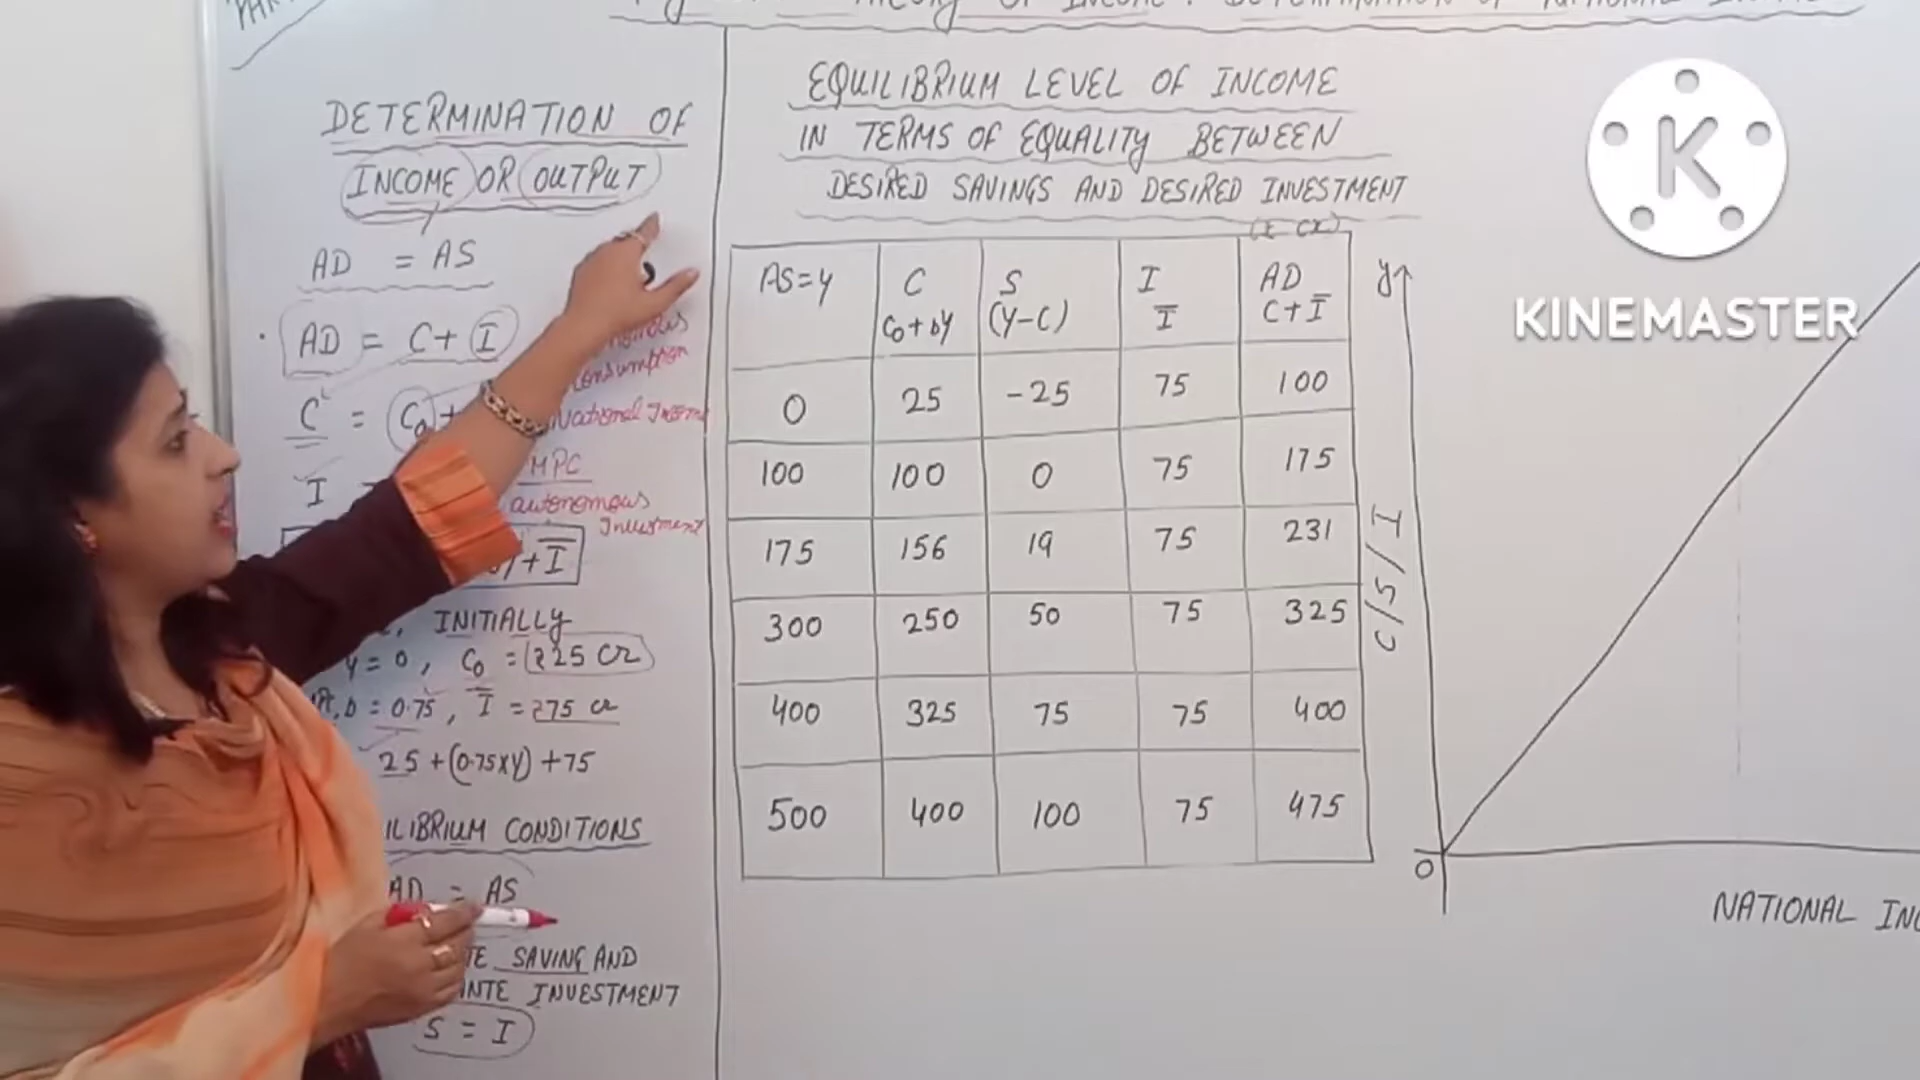 DETERMINATION OF
INCOME OR OUTPUT
AD = AS
AD = C + I
C = C₀ +
Consumption
National Income
I
MPC
autonomous
Investment
+ I̅
INITIALLY
Y = 0 , C₀ = ₹25 cr
b = 0.75 , I̅ = ₹75 cr
25 + (0.75xy) + 75
ILIBRIUM CONDITIONS
AD = AS
SAVING AND
ANTE INVESTMENT
S = I
EQUILIBRIUM LEVEL OF INCOME
IN TERMS OF EQUALITY BETWEEN
DESIRED SAVINGS AND DESIRED INVESTMENT
(₹ cr)
AS=Y C S I AD
C₀+bY (Y-C) I̅ C+I̅
0 25 -25 75 100
100 100 0 75 175
175 156 19 75 231
300 250 50 75 325
400 325 75 75 400
500 400 100 75 475
y
C/S/I
O
NATIONAL INC
K
KINEMASTER